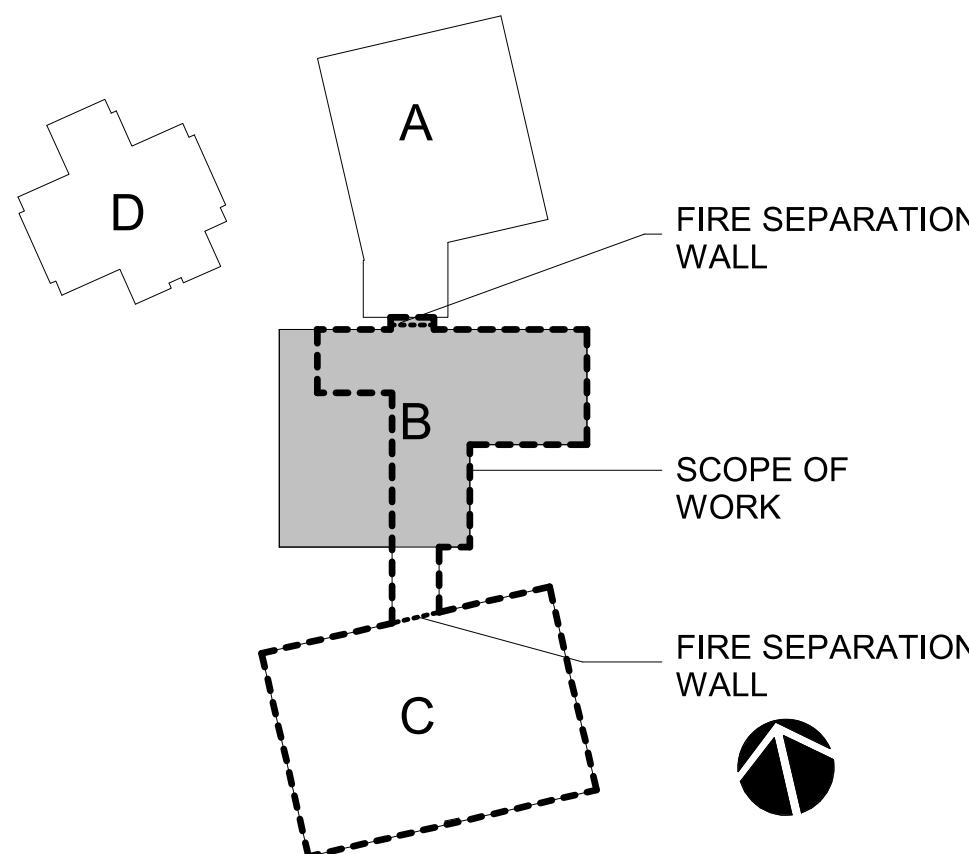 A
D
FIRE SEPARATION
WALL
B
SCOPE OF
WORK
FIRE SEPARATION
WALL
C